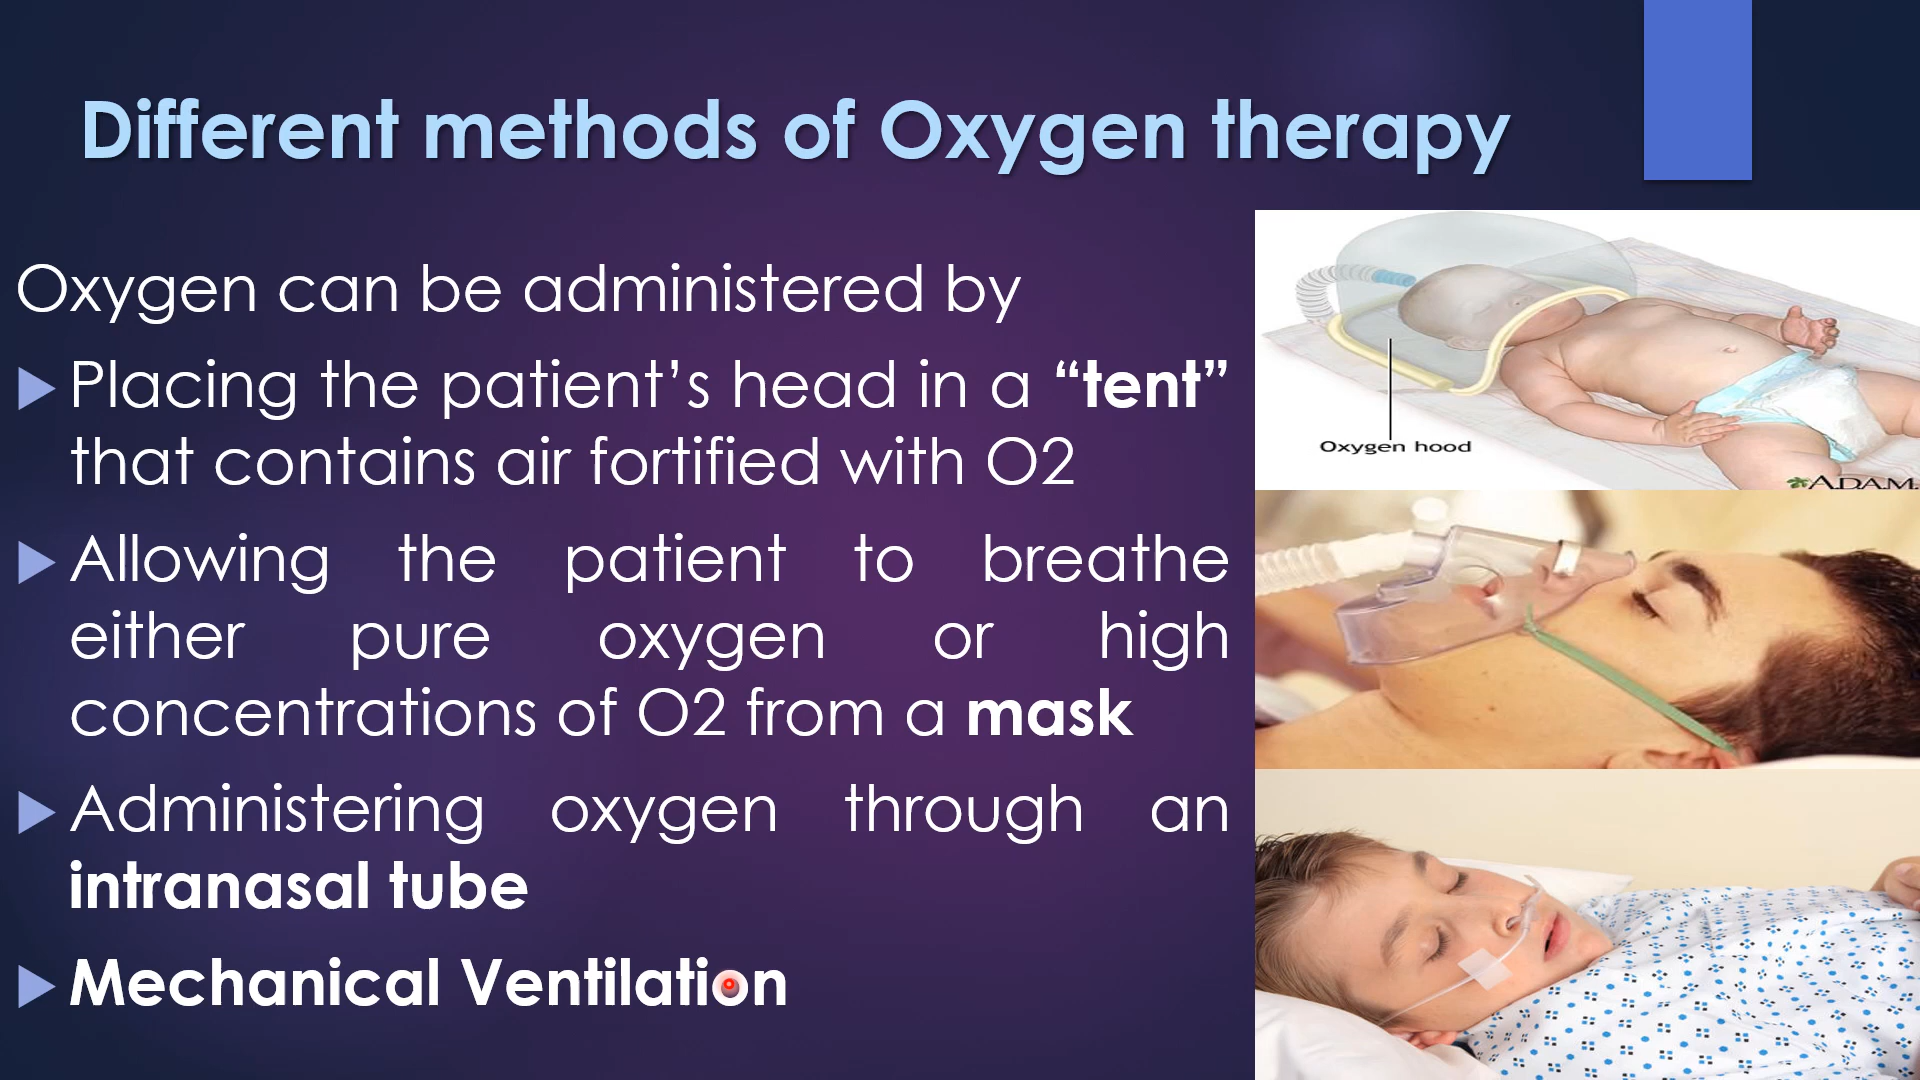 Different methods of Oxygen therapy
Oxygen can be administered by
Placing the patient’s head in a “tent”
that contains air fortified with O2
Allowing the patient to breathe
either pure oxygen or high
concentrations of O2 from a mask
Administering oxygen through an
intranasal tube
Mechanical Ventilation
Oxygen hood
A.D.A.M.